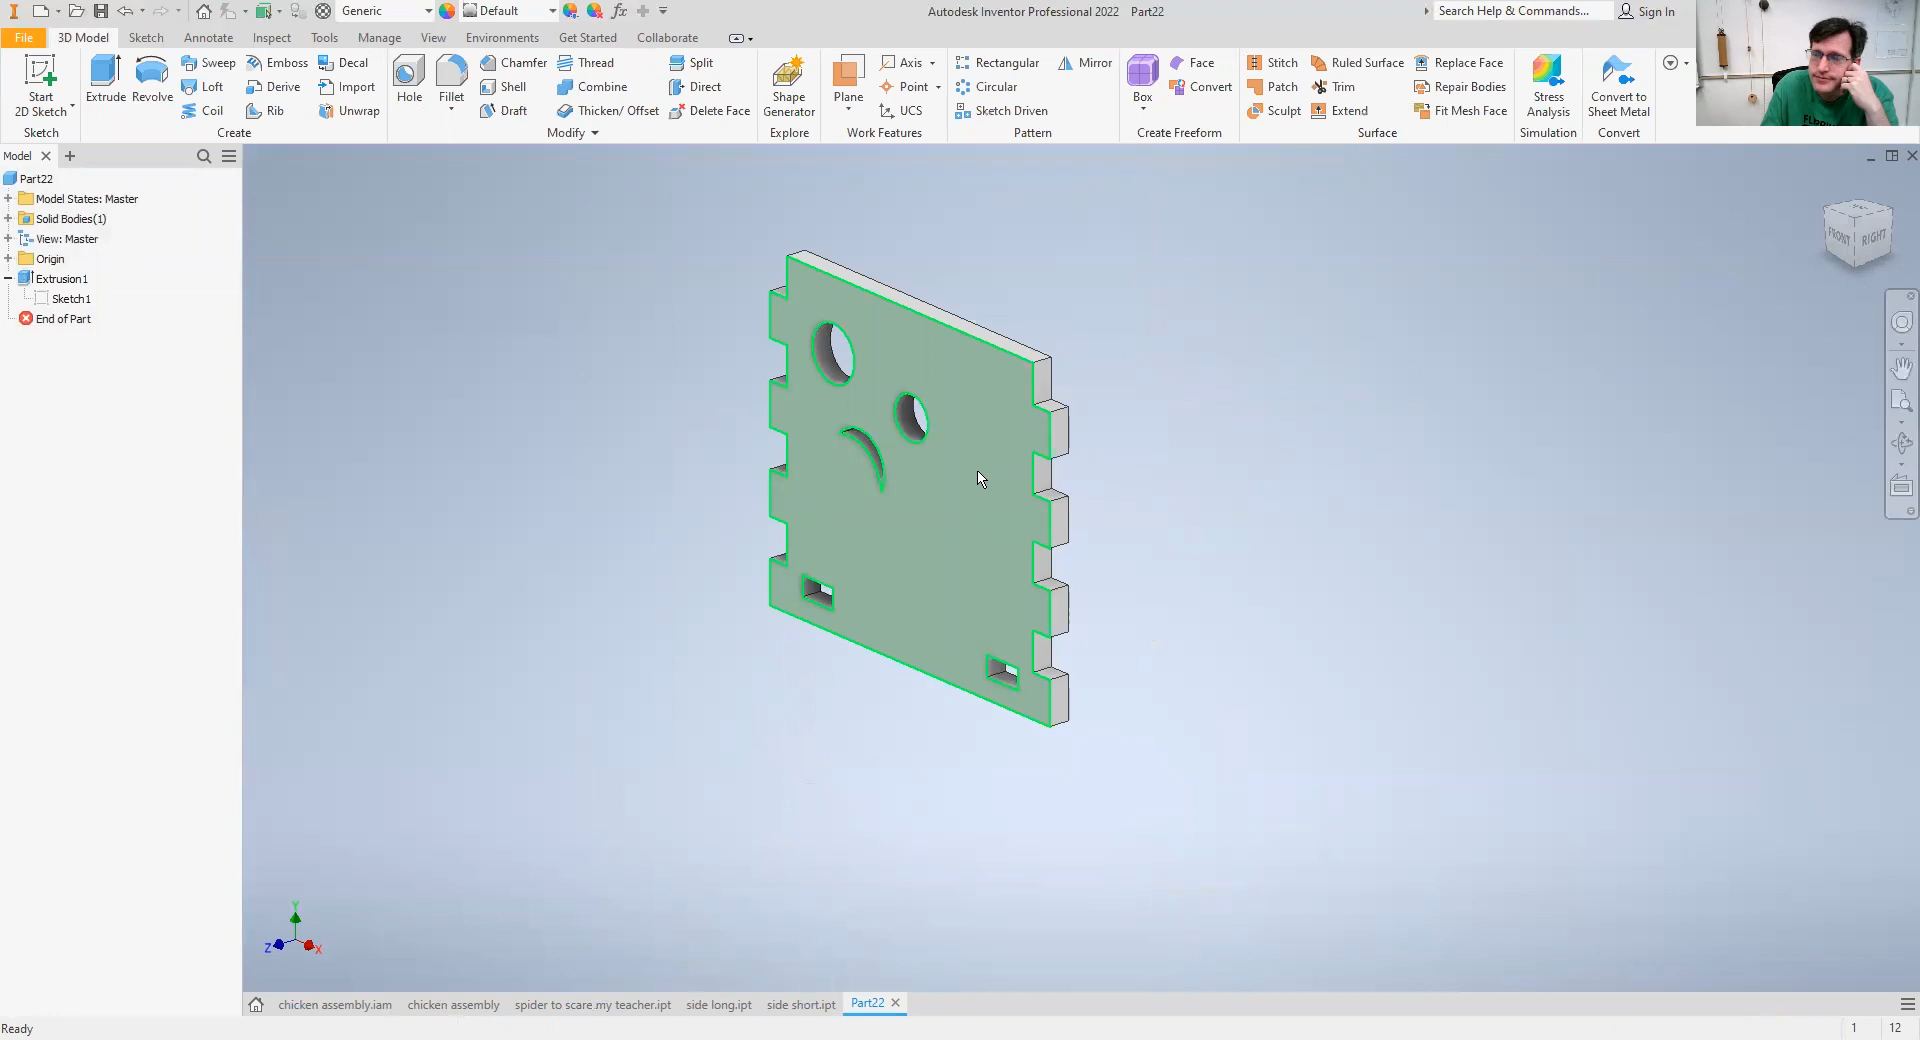 Generic
Default
fx
Autodesk Inventor Professional 2022 Part22
Search Help & Commands...
Sign In
File
3D Model
Sketch
Annotate
Inspect
Tools
Manage
View
Environments
Get Started
Collaborate
Start
2D Sketch
Sketch
Extrude
Revolve
Sweep
Loft
Coil
Emboss
Derive
Rib
Decal
Import
Unwrap
Create
Hole
Fillet
Chamfer
Shell
Draft
Thread
Combine
Thicken/ Offset
Split
Direct
Delete Face
Modify
Shape
Generator
Explore
Plane
Axis
Point
UCS
Work Features
Rectangular
Circular
Sketch Driven
Mirror
Pattern
Box
Face
Convert
Create Freeform
Stitch
Patch
Sculpt
Ruled Surface
Trim
Extend
Replace Face
Repair Bodies
Fit Mesh Face
Surface
Stress
Analysis
Simulation
Convert to
Sheet Metal
Convert
Model
Part22
Model States: Master
Solid Bodies(1)
View: Master
Origin
Extrusion1
Sketch1
End of Part
FRONT
RIGHT
Y
Z
X
chicken assembly.iam
chicken assembly
spider to scare my teacher.ipt
side long.ipt
side short.ipt
Part22
Ready
1
12